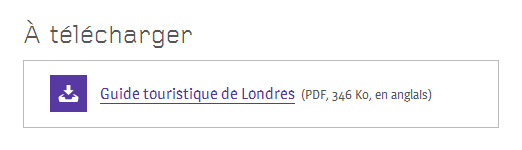 À télécharger
Guide touristique de Londres (PDF, 346 Ko, en anglais)